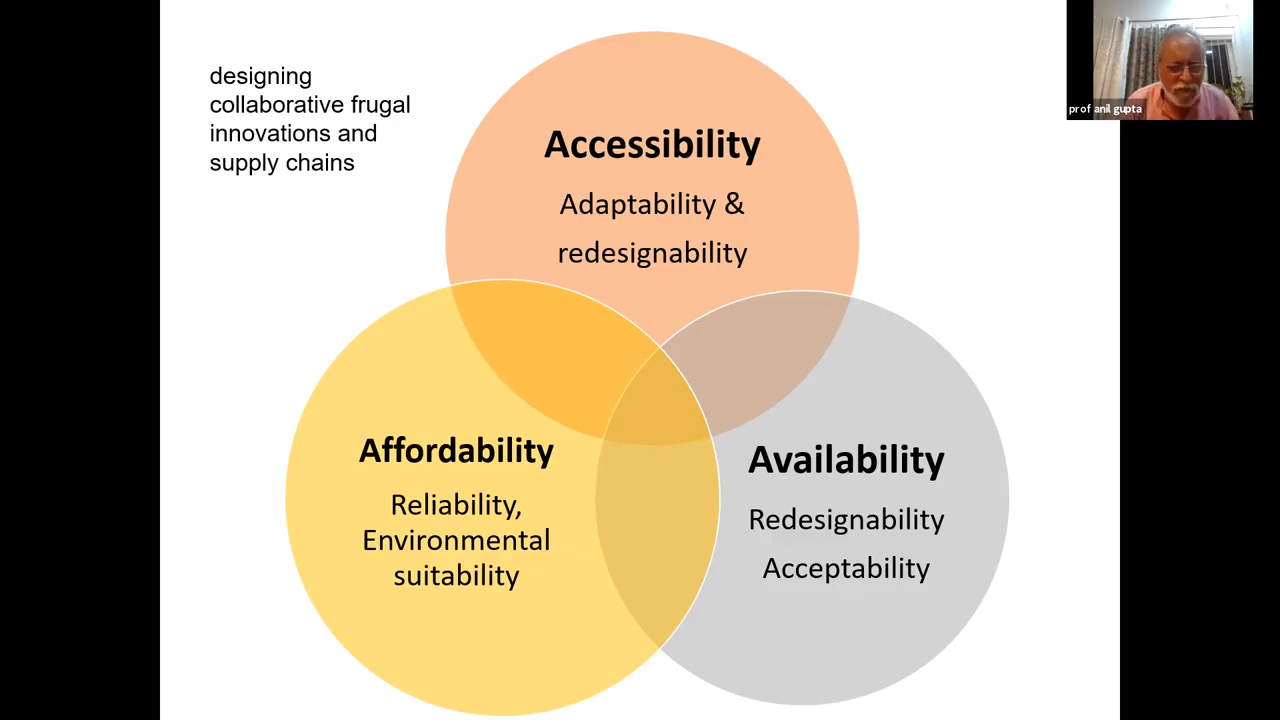 designing
collaborative frugal
innovations and
supply chains
prof anil gupta
Accessibility
Adaptability &
redesignability
Affordability
Reliability,
Environmental
suitability
Availability
Redesignability
Acceptability